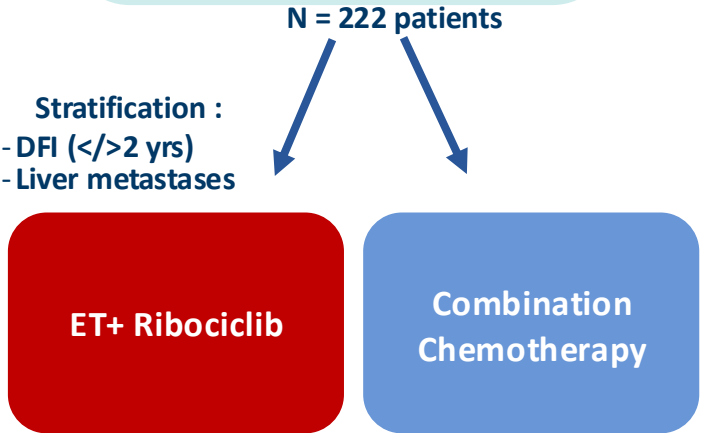 N = 222 patients
Stratification :
- DFI (</>2 yrs)
- Liver metastases
ET+ Ribociclib
Combination
Chemotherapy